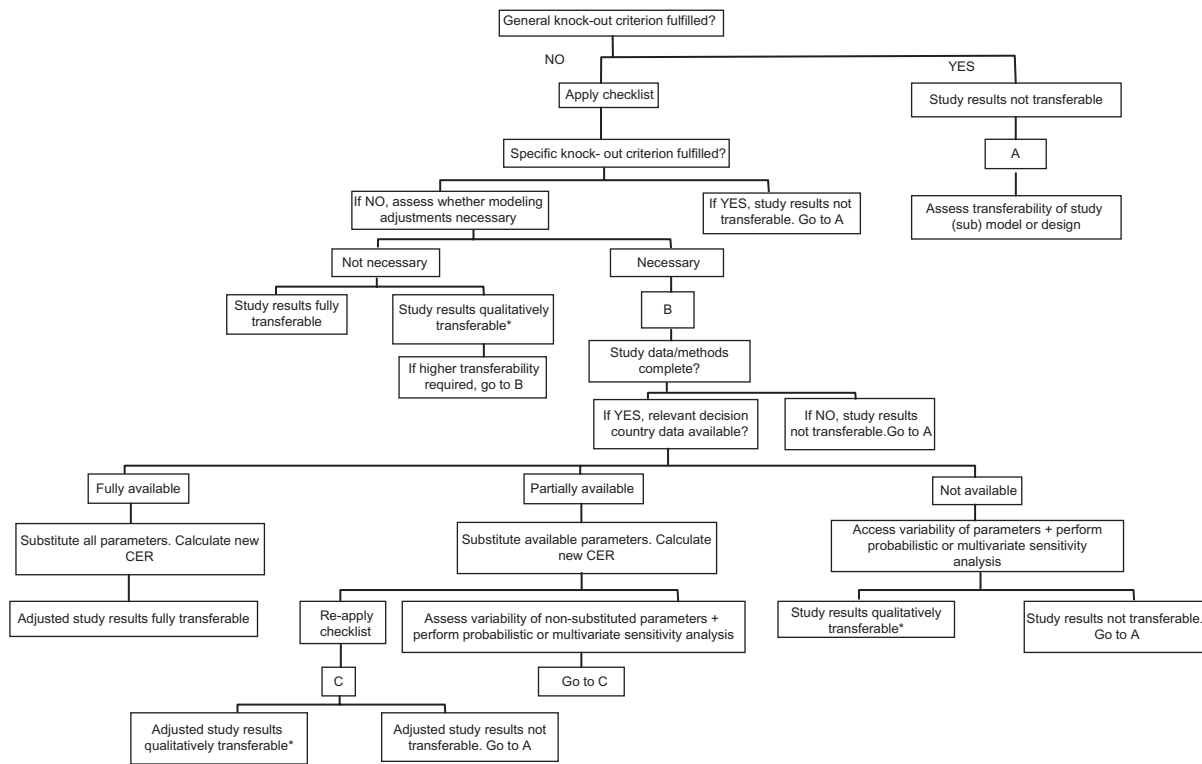 General knock-out criterion fulfilled?
NO
YES
Apply checklist
Study results not transferable
Specific knock- out criterion fulfilled?
A
If NO, assess whether modeling
adjustments necessary
If YES, study results not
transferable. Go to A
Assess transferability of study
(sub) model or design
Not necessary
Necessary
Study results fully
transferable
Study results qualitatively
transferable*
B
If higher transferability
required, go to B
Study data/methods
complete?
If YES, relevant decision
country data available?
If NO, study results
not transferable.Go to A
Fully available
Partially available
Not available
Substitute all parameters. Calculate new
CER
Substitute available parameters. Calculate
new CER
Access variability of parameters + perform
probabilistic or multivariate sensitivity
analysis
Adjusted study results fully transferable
Re-apply
checklist
Assess variability of non-substituted parameters +
perform probabilistic or multivariate sensitivity analysis
Study results qualitatively
transferable*
Study results not transferable.
Go to A
C
Go to C
Adjusted study results
qualitatively transferable*
Adjusted study results not
transferable. Go to A